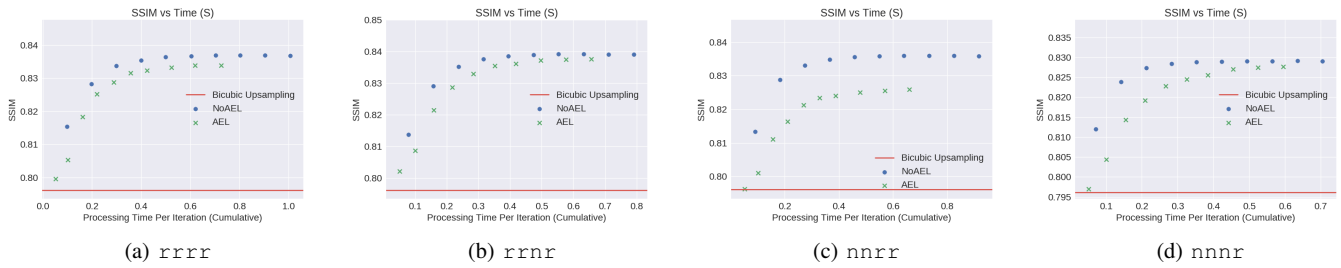 SSIM vs Time (S)
SSIM
0.84
0.83
0.82
0.81
0.80
Bicubic Upsampling
NoAEL
AEL
0.0 0.2 0.4 0.6 0.8 1.0
Processing Time Per Iteration (Cumulative)
(a) rrrr
SSIM vs Time (S)
SSIM
0.85
0.84
0.83
0.82
0.81
0.80
Bicubic Upsampling
NoAEL
AEL
0.1 0.2 0.3 0.4 0.5 0.6 0.7 0.8
Processing Time Per Iteration (Cumulative)
(b) rrnr
SSIM vs Time (S)
SSIM
0.84
0.83
0.82
0.81
0.80
Bicubic Upsampling
NoAEL
AEL
0.2 0.4 0.6 0.8
Processing Time Per Iteration (Cumulative)
(c) nnrr
SSIM vs Time (S)
SSIM
0.835
0.830
0.825
0.820
0.815
0.810
0.805
0.800
0.795
Bicubic Upsampling
NoAEL
AEL
0.1 0.2 0.3 0.4 0.5 0.6 0.7
Processing Time Per Iteration (Cumulative)
(d) nnnr